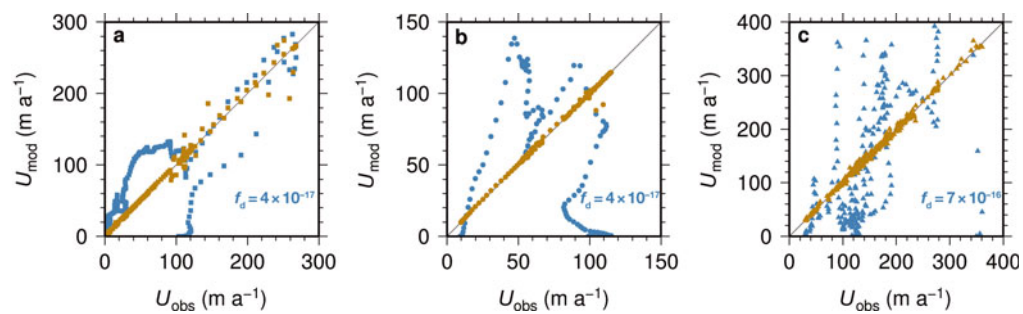 300
200
100
0
U_mod (m a⁻¹)
a
f_d = 4 × 10⁻¹⁷
0 100 200 300
U_obs (m a⁻¹)
150
100
50
0
U_mod (m a⁻¹)
b
f_d = 4 × 10⁻¹⁷
0 50 100 150
U_obs (m a⁻¹)
400
300
200
100
0
U_mod (m a⁻¹)
c
f_d = 7 × 10⁻¹⁶
0 100 200 300 400
U_obs (m a⁻¹)